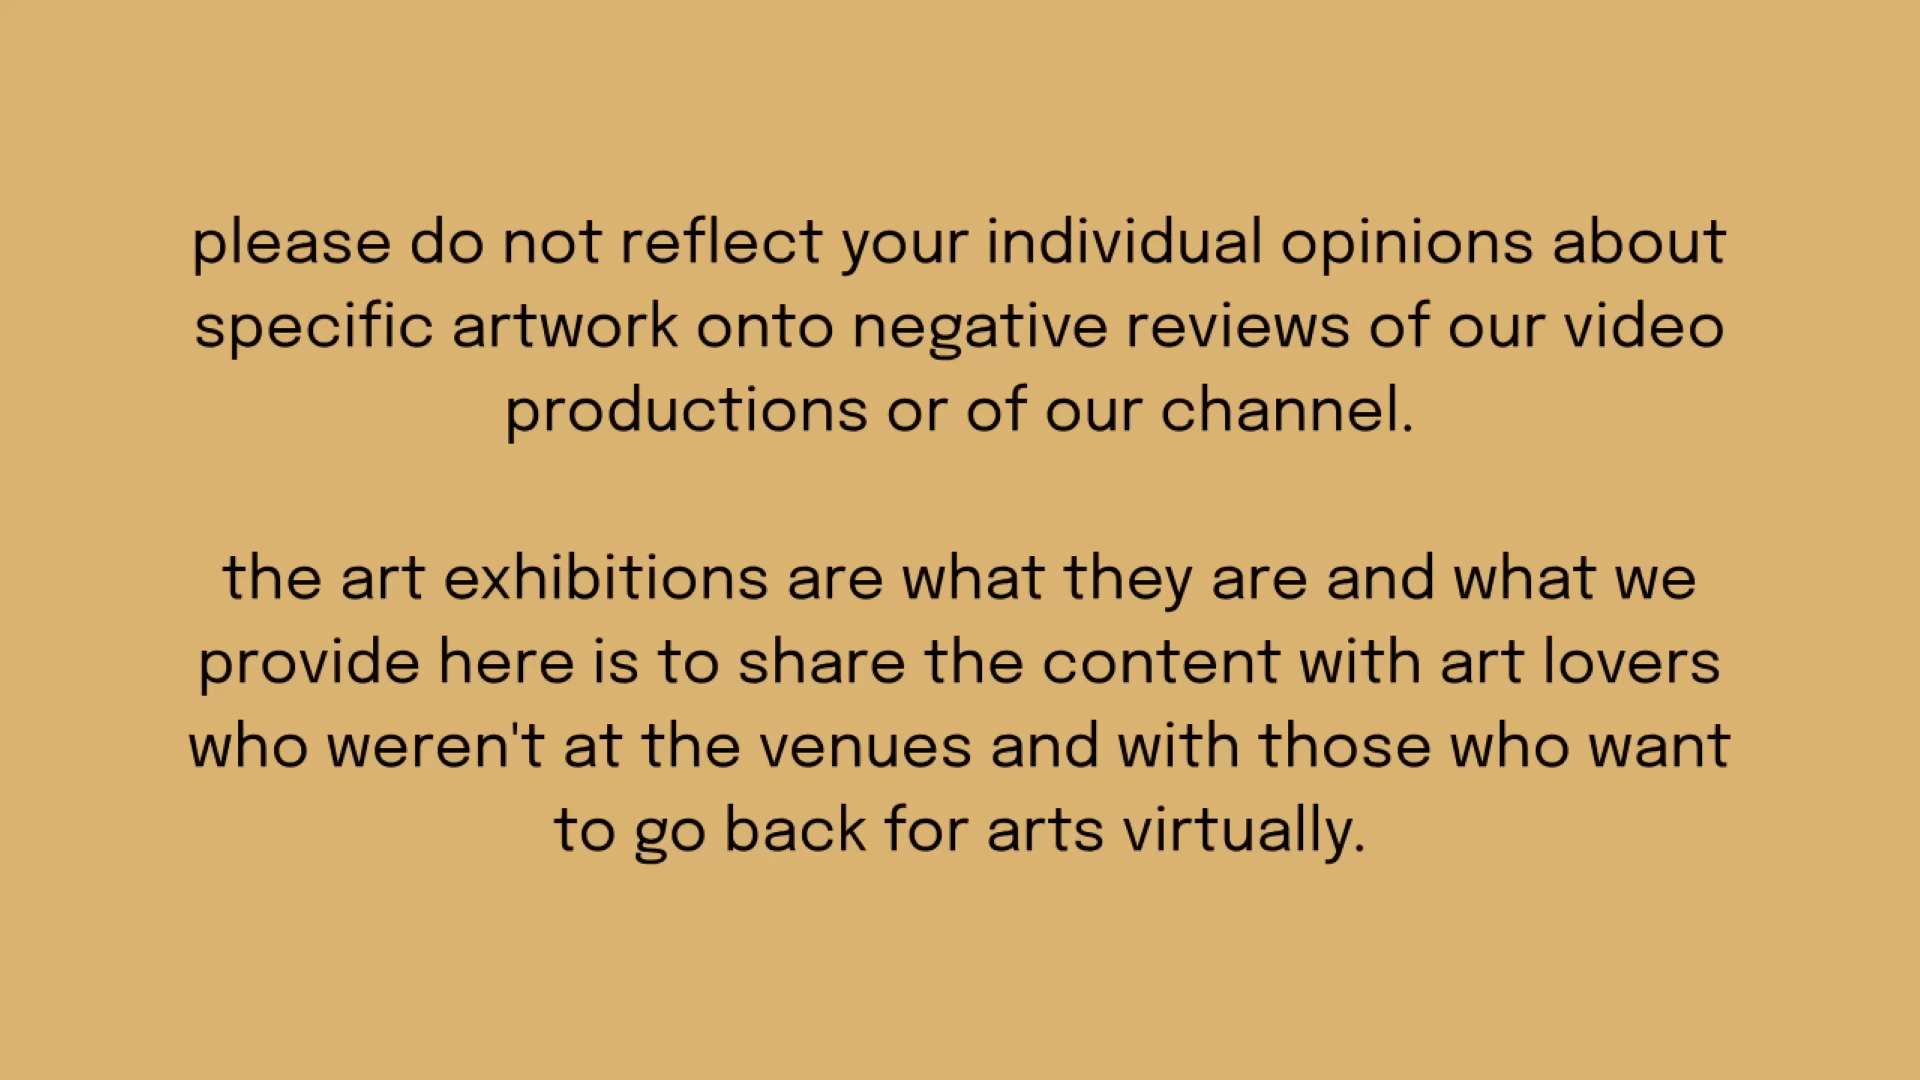 please do not reflect your individual opinions about
specific artwork onto negative reviews of our video
productions or of our channel.
the art exhibitions are what they are and what we
provide here is to share the content with art lovers
who weren't at the venues and with those who want
to go back for arts virtually.